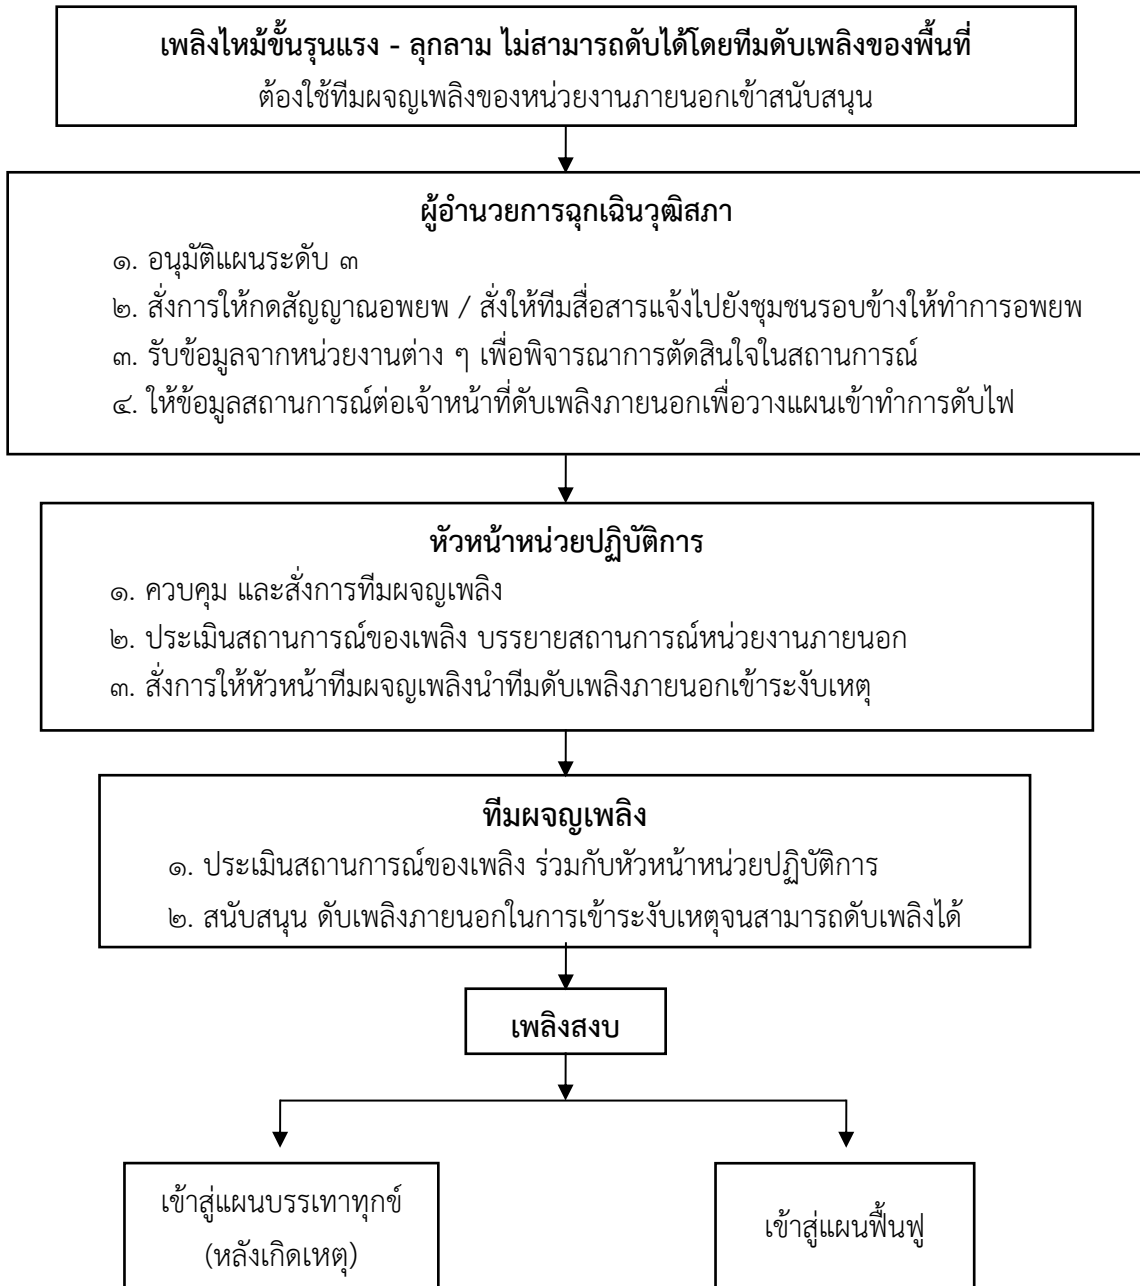 เพลิงไหม้ขั้นรุนแรง - ลุกลาม ไม่สามารถดับได้โดยทีมดับเพลิงของพื้นที่
ต้องใช้ทีมผจญเพลิงของหน่วยงานภายนอกเข้าสนับสนุน
ผู้อำนวยการฉุกเฉินวุฒิสภา
๑. อนุมัติแผนระดับ ๓
๒. สั่งการให้กดสัญญาณอพยพ / สั่งให้ทีมสื่อสารแจ้งไปยังชุมชนรอบข้างให้ทำการอพยพ
๓. รับข้อมูลจากหน่วยงานต่าง ๆ เพื่อพิจารณาการตัดสินใจในสถานการณ์
๔. ให้ข้อมูลสถานการณ์ต่อเจ้าหน้าที่ดับเพลิงภายนอกเพื่อวางแผนเข้าทำการดับไฟ
หัวหน้าหน่วยปฏิบัติการ
๑. ควบคุม และสั่งการทีมผจญเพลิง
๒. ประเมินสถานการณ์ของเพลิง บรรยายสถานการณ์หน่วยงานภายนอก
๓. สั่งการให้หัวหน้าทีมผจญเพลิงนำทีมดับเพลิงภายนอกเข้าระงับเหตุ
ทีมผจญเพลิง
๑. ประเมินสถานการณ์ของเพลิง ร่วมกับหัวหน้าหน่วยปฏิบัติการ
๒. สนับสนุน ดับเพลิงภายนอกในการเข้าระงับเหตุจนสามารถดับเพลิงได้
เพลิงสงบ
เข้าสู่แผนบรรเทาทุกข์
(หลังเกิดเหตุ)
เข้าสู่แผนฟื้นฟู